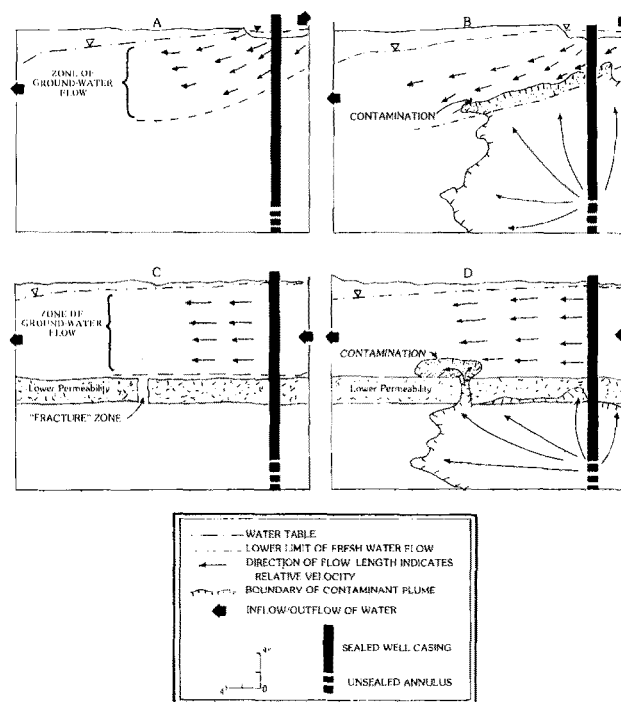 A
ZONE OF
GROUND-WATER
FLOW
B
CONTAMINATION
C
ZONE OF
GROUND-WATER
FLOW
Lower Permeability
"FRACTURE" ZONE
D
CONTAMINATION
Lower Permeability
WATER TABLE
LOWER LIMIT OF FRESH WATER FLOW
DIRECTION OF FLOW LENGTH INDICATES
RELATIVE VELOCITY
BOUNDARY OF CONTAMINANT PLUME
INFLOW/OUTFLOW OF WATER
SEALED WELL CASING
UNSEALED ANNULUS
0